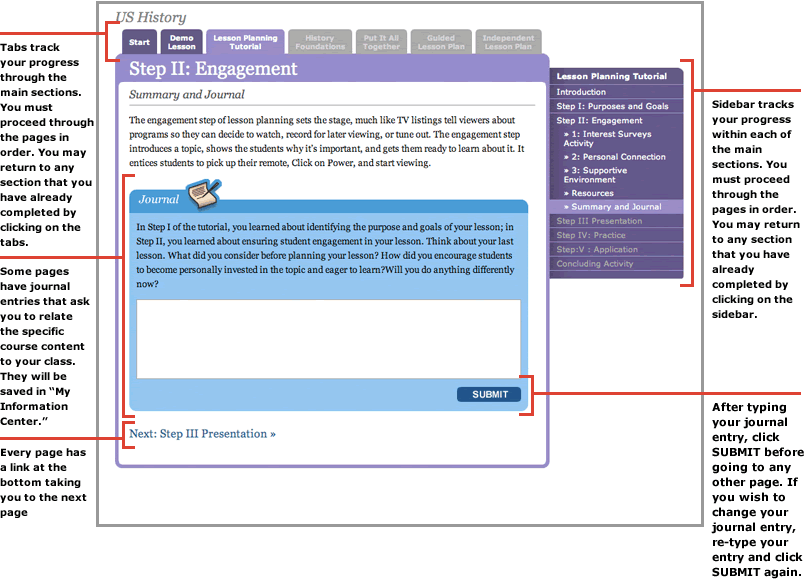 US History
Start
Demo
Lesson
Lesson Planning
Tutorial
History
Foundations
Put It All
Together
Guided
Lesson Plan
Independent
Lesson Plan
Step II: Engagement
Summary and Journal
The engagement step of lesson planning sets the stage, much like TV listings tell viewers about
programs so they can decide to watch, record for later viewing, or tune out. The engagement step
introduces a topic, shows the students why it's important, and gets them ready to learn about it. It
entices students to pick up their remote, Click on Power, and start viewing.
Journal
In Step I of the tutorial, you learned about identifying the purpose and goals of your lesson; in
Step II, you learned about ensuring student engagement in your lesson. Think about your last
lesson. What did you consider before planning your lesson? How did you encourage students
to become personally invested in the topic and eager to learn?Will you do anything differently
now?
SUBMIT
Next: Step III Presentation »
Lesson Planning Tutorial
Introduction
Step I: Purposes and Goals
Step II: Engagement
» 1: Interest Surveys
Activity
» 2: Personal Connection
» 3: Supportive
Environment
» Resources
» Summary and Journal
Step III Presentation
Step IV: Practice
Step:V : Application
Concluding Activity
Tabs track
your progress
through the
main sections.
You must
proceed through
the pages in
order. You may
return to any
section that you
have already
completed by
clicking on the
tabs.
Some pages
have journal
entries that ask
you to relate
the specific
course content
to your class.
They will be
saved in “My
Information
Center.”
Every page has
a link at the
bottom taking
you to the next
page
Sidebar tracks
your progress
within each of
the main
sections. You
must proceed
through the
pages in order.
You may return
to any section
that you have
already
completed by
clicking on the
sidebar.
After typing
your journal
entry, click
SUBMIT before
going to any
other page. If
you wish to
change your
journal entry,
re-type your
entry and click
SUBMIT again.